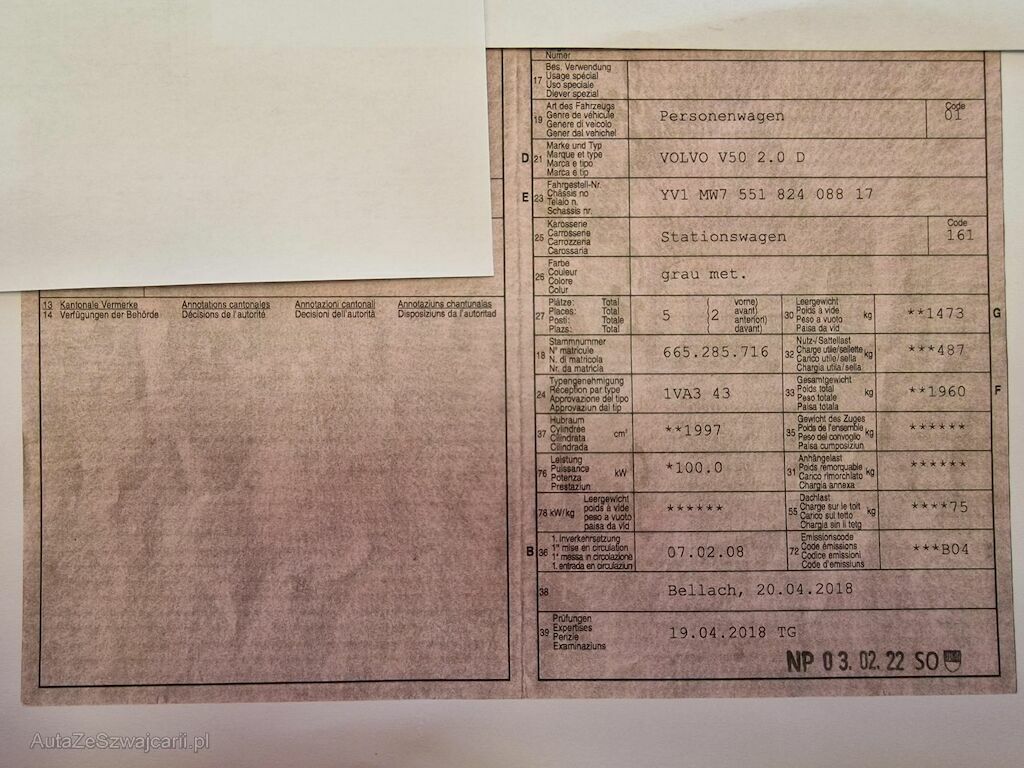 Numer
17 Bes. Verwendung
Usage spécial
Uso speciale
Diever spezial
19 Art des Fahrzeugs
Genre de véhicule
Genere di veicolo
Gener dal vehichel
Personenwagen
Code
01
D 21 Marke und Typ
Marque et type
Marca e tipo
Marca e tip
VOLVO V50 2.0 D
E 23 Fahrgestell-Nr.
Châssis no
Telaio n.
Schassis nr.
YV1 MW7 551 824 088 17
25 Karosserie
Carrosserie
Carrozzeria
Carossaria
Stationswagen
Code
161
26 Farbe
Couleur
Colore
Colur
grau met.
13 Kantonale Vermerke Annotations cantonales Annotazioni cantonali Annotaziuns chantunalas
14 Verfügungen der Behörde Décisions de l'autorité Decisioni dell'autorità Disposiziuns da l'autoritad
27 Plätze: Total
Places: Total
Posti: Totale
Plazs: Total
5 2 vorne)
avant)
anteriori)
davant)
30 Leergewicht
Poids à vide
Peso a vuoto
Paisa da vid
kg **1473 G
18 Stammnummer
N° matricule
N. di matricola
Nr. da matricla
665.285.716
32 Nutz-/Sattellast
Charge utile/sellette
Carico utile/sella
Chargia utila/sella
kg ***487
24 Typengenehmigung
Réception par type
Approvazione del tipo
Approvaziun dal tip
1VA3 43
33 Gesamtgewicht
Poids total
Peso totale
Paisa totala
kg **1960 F
37 Hubraum
Cylindrée
Cilindrata
Cilindrada
cm³ **1997
35 Gewicht des Zuges
Poids de l'ensemble
Peso del convoglio
Paisa cumposiziun
kg ******
76 Leistung
Puissance
Potenza
Prestaziun
kW *100.0
31 Anhängelast
Poids remorquable
Carico rimorchiato
Chargia annexa
kg ******
78 kW/kg Leergewicht
poids à vide
peso a vuoto
paisa da vid
******
55 Dachlast
Charge sur le toit
Carico sul tetto
Chargia sin il tetg
kg ****75
B 36 1. Inverkehrsetzung
1re mise en circulation
1a messa in circolazione
1. entrada en circulaziun
07.02.08
72 Emissionscode
Code émissions
Codice emissioni
Code d'emissiuns
***B04
38 Bellach, 20.04.2018
39 Prüfungen
Expertises
Perizie
Examinaziuns
19.04.2018 TG
NP 03.02.22 SO
AutaZeSzwajcarii.pl